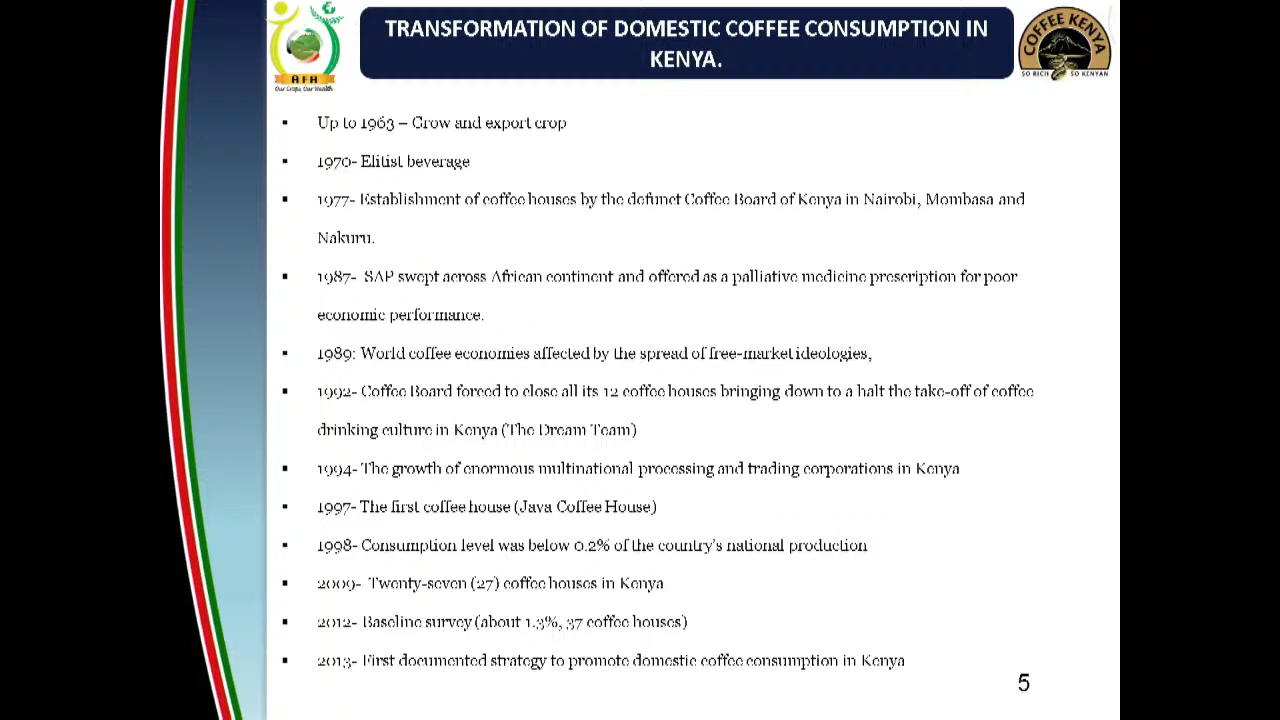 TRANSFORMATION OF DOMESTIC COFFEE CONSUMPTION IN
KENYA.
AFA
Our Crops, Our Wealth
COFFEE KENYA
SO RICH SO KENYAN
▪ Up to 1963 – Grow and export crop
▪ 1970- Elitist beverage
▪ 1977- Establishment of coffee houses by the defunct Coffee Board of Kenya in Nairobi, Mombasa and
Nakuru.
▪ 1987- SAP swept across African continent and offered as a palliative medicine prescription for poor
economic performance.
▪ 1989: World coffee economies affected by the spread of free-market ideologies,
▪ 1992- Coffee Board forced to close all its 12 coffee houses bringing down to a halt the take-off of coffee
drinking culture in Kenya (The Dream Team)
▪ 1994- The growth of enormous multinational processing and trading corporations in Kenya
▪ 1997- The first coffee house (Java Coffee House)
▪ 1998- Consumption level was below 0.2% of the country's national production
▪ 2009- Twenty-seven (27) coffee houses in Kenya
▪ 2012- Baseline survey (about 1.3%, 37 coffee houses)
▪ 2013- First documented strategy to promote domestic coffee consumption in Kenya
5